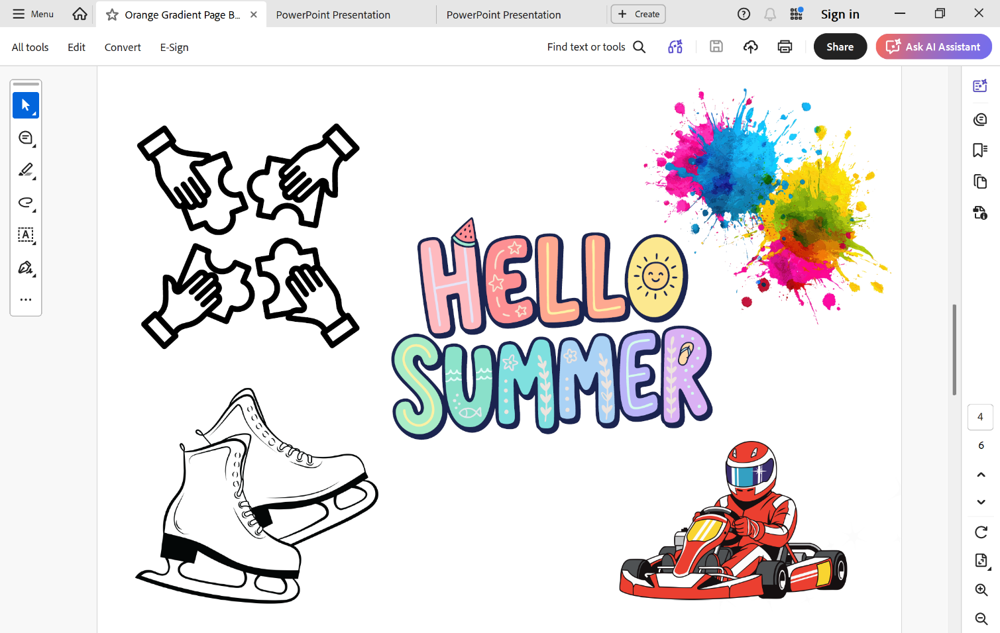 Menu
Orange Gradient Page B...
PowerPoint Presentation
PowerPoint Presentation
Create
Sign in
All tools
Edit
Convert
E-Sign
Find text or tools
Share
Ask AI Assistant
HELLO
SUMMER
4
6